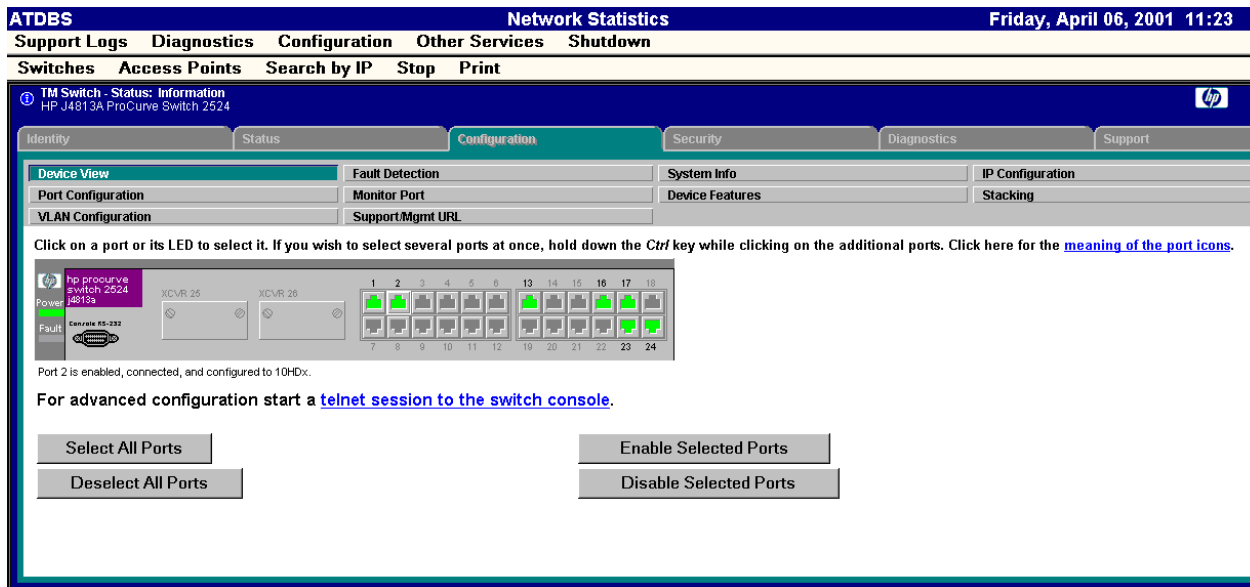 ATDBS Network Statistics Friday, April 06, 2001 11:23
Support Logs Diagnostics Configuration Other Services Shutdown
Switches Access Points Search by IP Stop Print
TM Switch - Status: Information
HP J4813A ProCurve Switch 2524
hp
Identity Status Configuration Security Diagnostics Support
Device View Fault Detection System Info IP Configuration
Port Configuration Monitor Port Device Features Stacking
VLAN Configuration Support/Mgmt URL
Click on a port or its LED to select it. If you wish to select several ports at once, hold down the Ctrl key while clicking on the additional ports. Click here for the meaning of the port icons.
hp procurve
switch 2524
j4813a
Power
Fault
Console RS-232
XCVR 25 XCVR 26
1 2 3 4 5 6 13 14 15 16 17 18
7 8 9 10 11 12 19 20 21 22 23 24
Port 2 is enabled, connected, and configured to 10HDx.
For advanced configuration start a telnet session to the switch console.
Select All Ports Enable Selected Ports
Deselect All Ports Disable Selected Ports